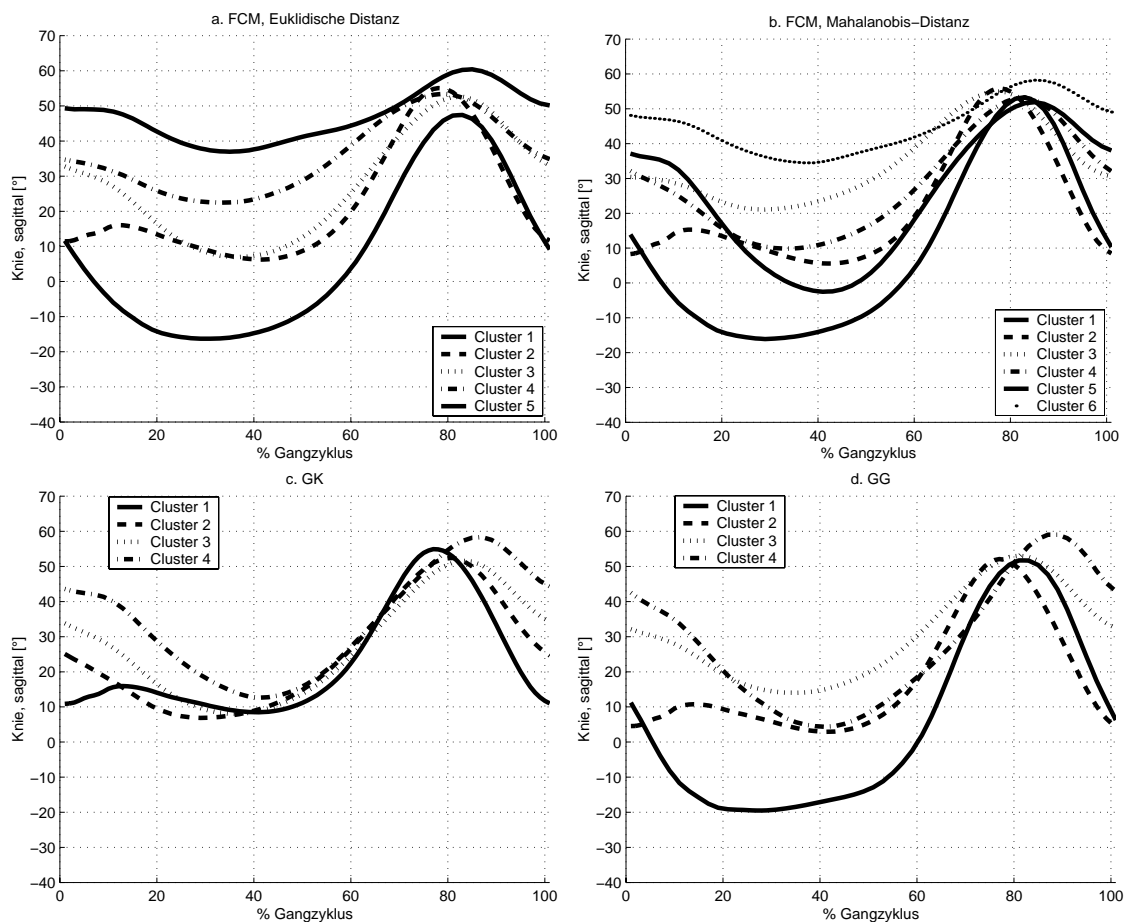 a. FCM, Euklidische Distanz
70
60
50
40
30
20
10
0
−10
−20
−30
−40
Knie, sagittal [°]
0
20
40
60
80
100
% Gangzyklus
Cluster 1
Cluster 2
Cluster 3
Cluster 4
Cluster 5
b. FCM, Mahalanobis−Distanz
70
60
50
40
30
20
10
0
−10
−20
−30
−40
Knie, sagittal [°]
0
20
40
60
80
100
% Gangzyklus
Cluster 1
Cluster 2
Cluster 3
Cluster 4
Cluster 5
Cluster 6
c. GK
70
60
50
40
30
20
10
0
−10
−20
−30
−40
Knie, sagittal [°]
0
20
40
60
80
100
% Gangzyklus
Cluster 1
Cluster 2
Cluster 3
Cluster 4
d. GG
70
60
50
40
30
20
10
0
−10
−20
−30
−40
Knie, sagittal [°]
0
20
40
60
80
100
% Gangzyklus
Cluster 1
Cluster 2
Cluster 3
Cluster 4